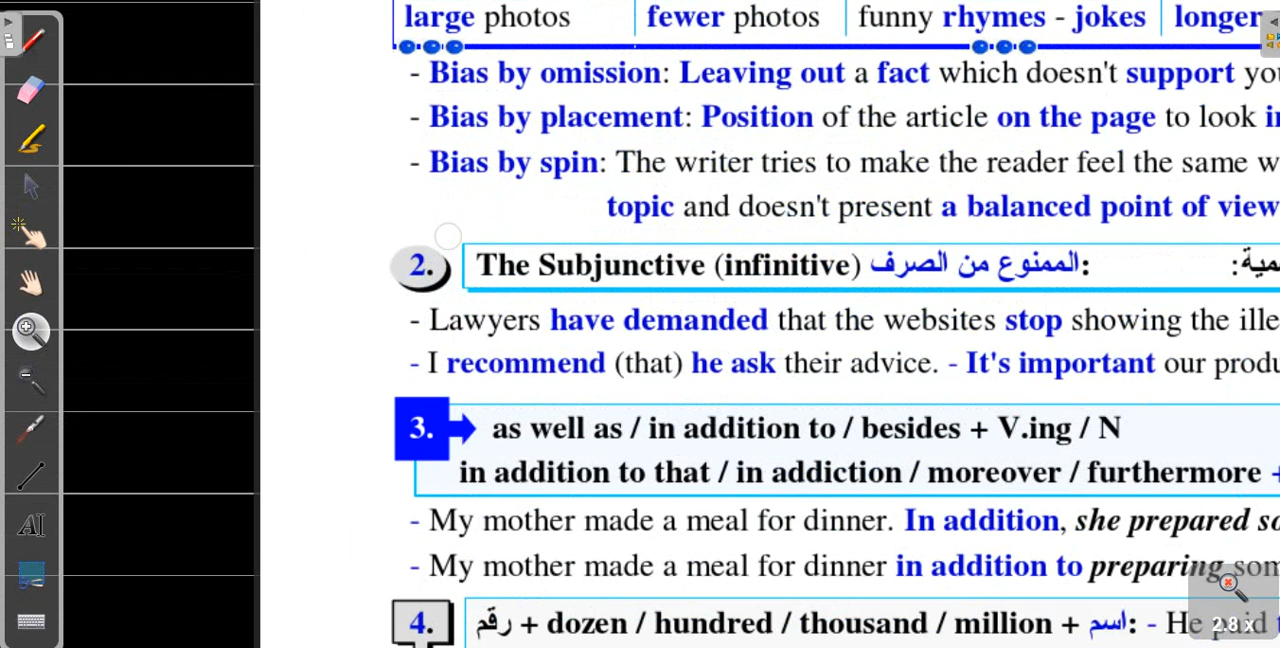 large photos fewer photos funny rhymes - jokes longer
- Bias by omission: Leaving out a fact which doesn't support
- Bias by placement: Position of the article on the page to look
- Bias by spin: The writer tries to make the reader feel the same
topic and doesn't present a balanced point of view
2. The Subjunctive (infinitive) الممنوع من الصرف:
- Lawyers have demanded that the websites stop showing the
- I recommend (that) he ask their advice. - It's important our
3. as well as / in addition to / besides + V.ing / N
in addition to that / in addiction / moreover / furthermore +
- My mother made a meal for dinner. In addition, she prepared
- My mother made a meal for dinner in addition to preparing
4. رقم + dozen / hundred / thousand / million + اسم: - He paid
2.8 x